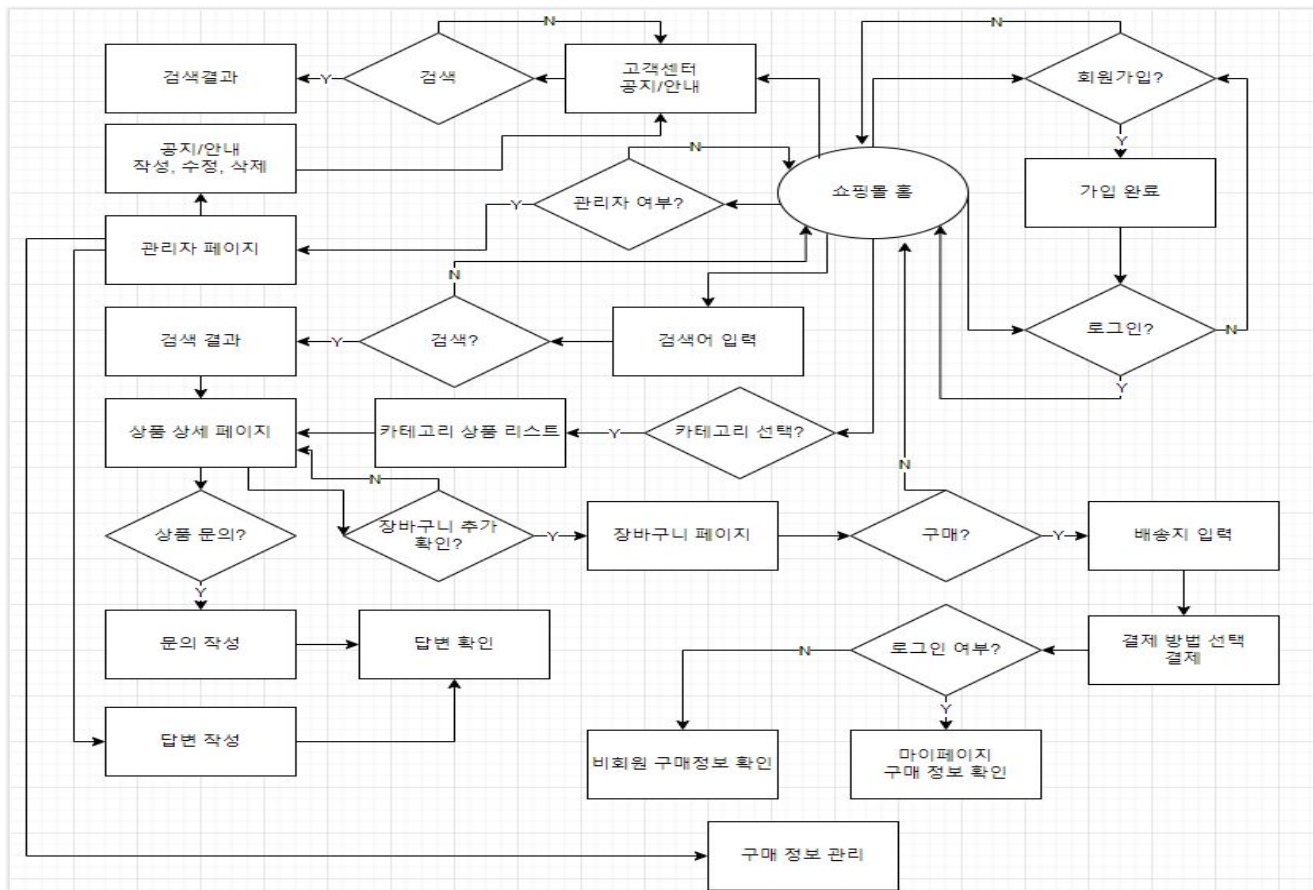 N
N
검색결과
Y
검색
고객센터
공지/안내
회원가입?
공지/안내
작성, 수정, 삭제
N
Y
관리자 여부?
쇼핑몰 홈
가입 완료
Y
관리자 페이지
N
검색 결과
Y
검색?
검색어 입력
로그인?
N
Y
상품 상세 페이지
카테고리 상품 리스트
Y
카테고리 선택?
N
N
상품 문의?
장바구니 추가
확인?
Y
장바구니 페이지
구매?
Y
배송지 입력
Y
문의 작성
답변 확인
로그인 여부?
결제 방법 선택
결제
N
Y
답변 작성
비회원 구매정보 확인
마이페이지
구매 정보 확인
구매 정보 관리